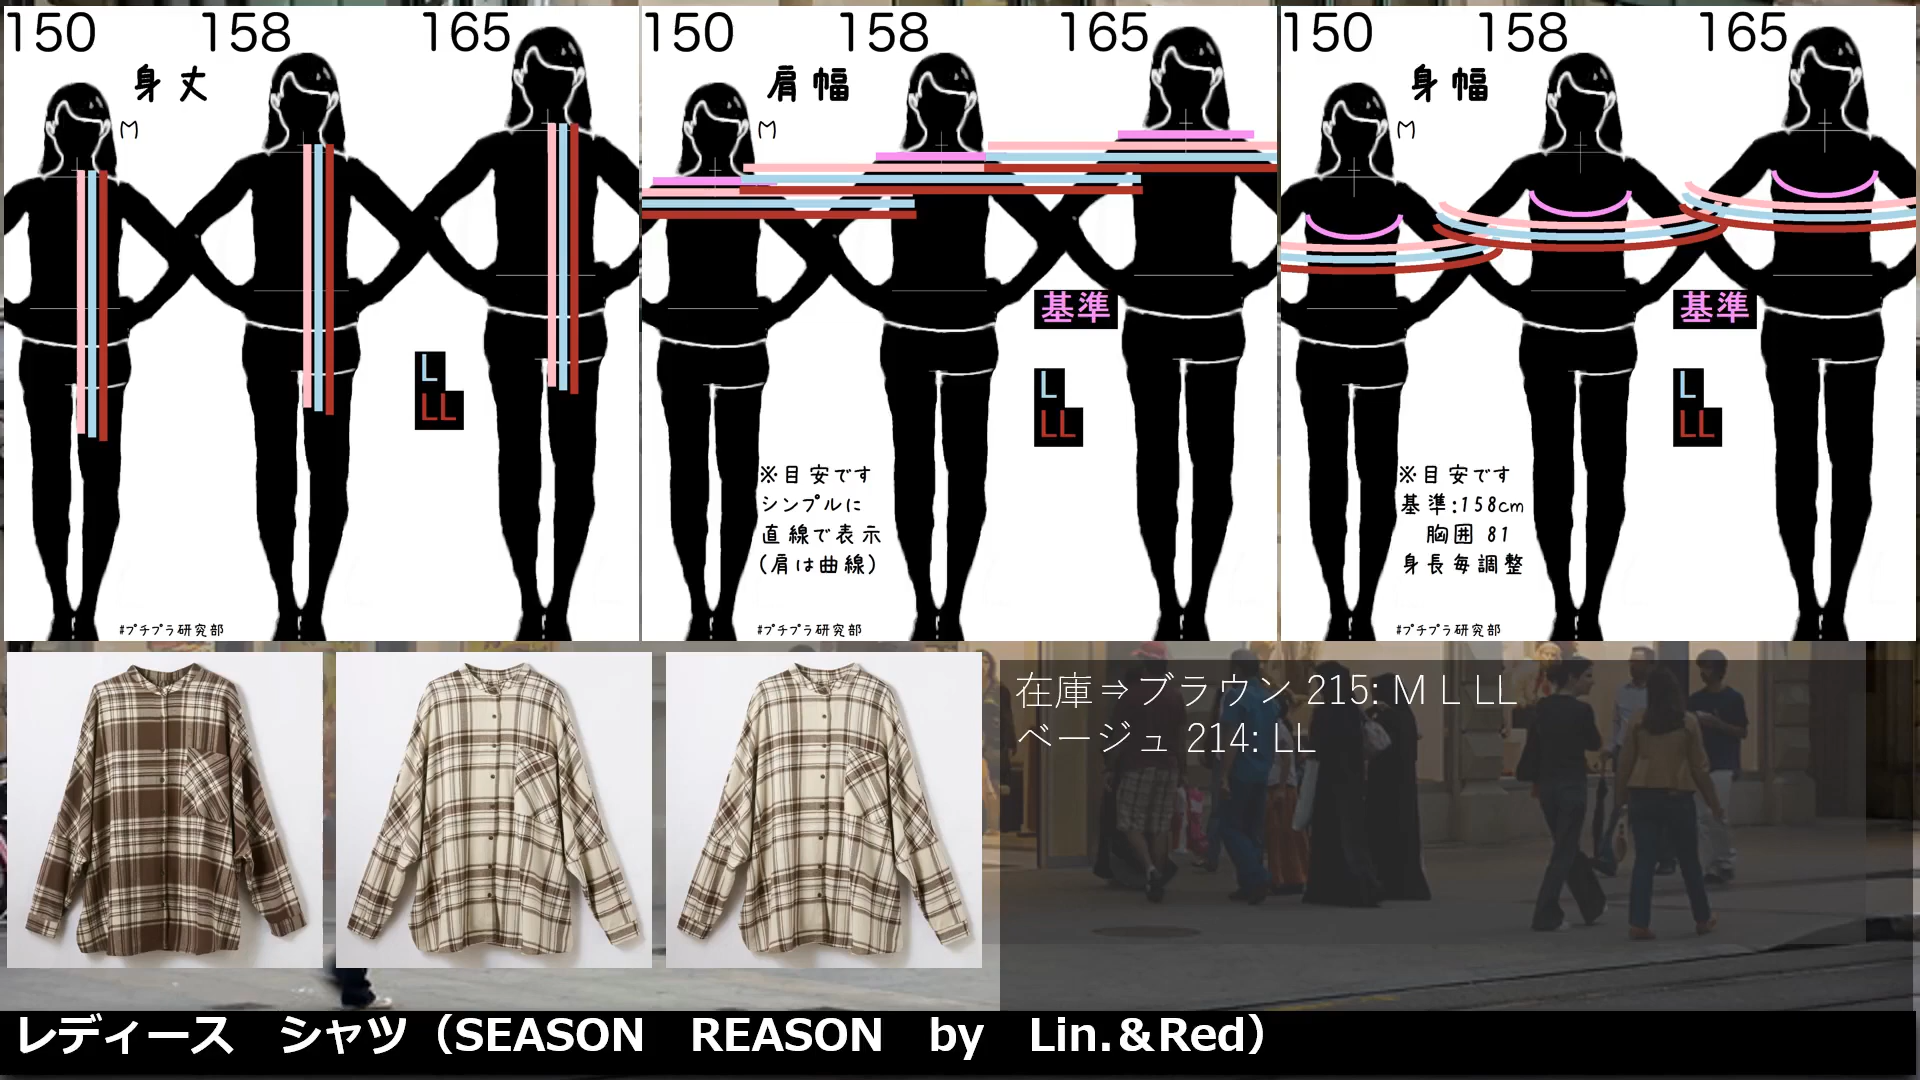 150 158 165
身丈
M
L
LL
#プチプラ研究部
150 158 165
肩幅
M
基準
L
LL
※目安です
シンプルに
直線で表示
(肩は曲線)
#プチプラ研究部
150 158 165
身幅
M
基準
L
LL
※目安です
基準:158cm
胸囲 81
身長毎調整
#プチプラ研究部
在庫⇒ブラウン 215: M L LL
ベージュ 214: LL
レディース　シャツ（SEASON　REASON　by　Lin.＆Red）